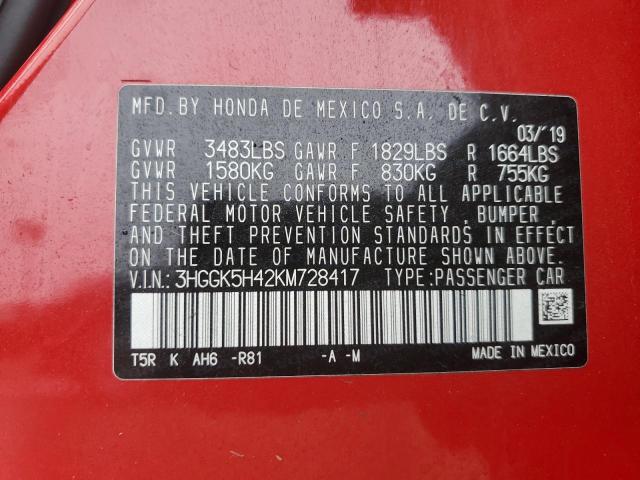 MFD. BY HONDA DE MEXICO S.A. DE C.V.
03/'19
GVWR 3483LBS GAWR F 1829LBS R 1664LBS
GVWR 1580KG GAWR F 830KG R 755KG
THIS VEHICLE CONFORMS TO ALL APPLICABLE
FEDERAL MOTOR VEHICLE SAFETY , BUMPER ,
AND THEFT PREVENTION STANDARDS IN EFFECT
ON THE DATE OF MANUFACTURE SHOWN ABOVE.
V.I.N.: 3HGGK5H42KM728417 TYPE: PASSENGER CAR
T5R K AH6 -R81 -A -M MADE IN MEXICO